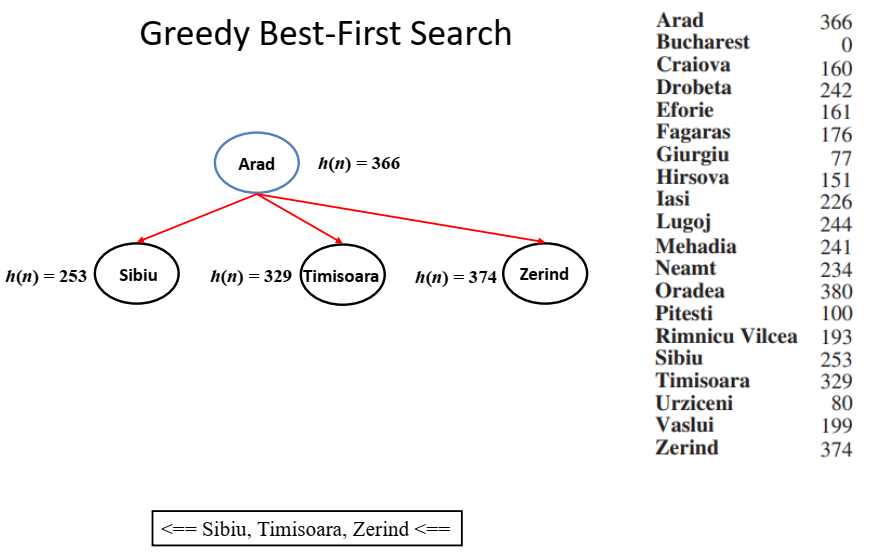 Greedy Best-First Search
Arad
h(n) = 366
h(n) = 253
Sibiu
h(n) = 329
Timisoara
h(n) = 374
Zerind
<== Sibiu, Timisoara, Zerind <==
Arad 366
Bucharest 0
Craiova 160
Drobeta 242
Eforie 161
Fagaras 176
Giurgiu 77
Hirsova 151
Iasi 226
Lugoj 244
Mehadia 241
Neamt 234
Oradea 380
Pitesti 100
Rimnicu Vilcea 193
Sibiu 253
Timisoara 329
Urziceni 80
Vaslui 199
Zerind 374